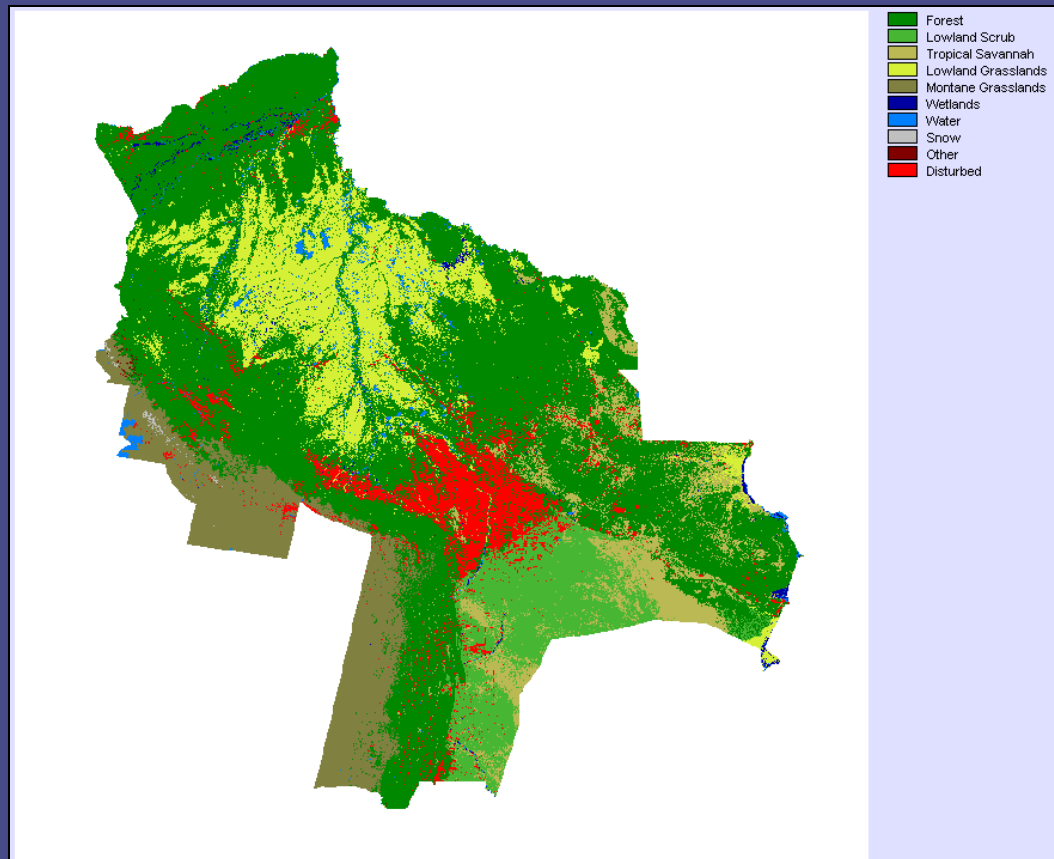 Forest
Lowland Scrub
Tropical Savannah
Lowland Grasslands
Montane Grasslands
Wetlands
Water
Snow
Other
Disturbed